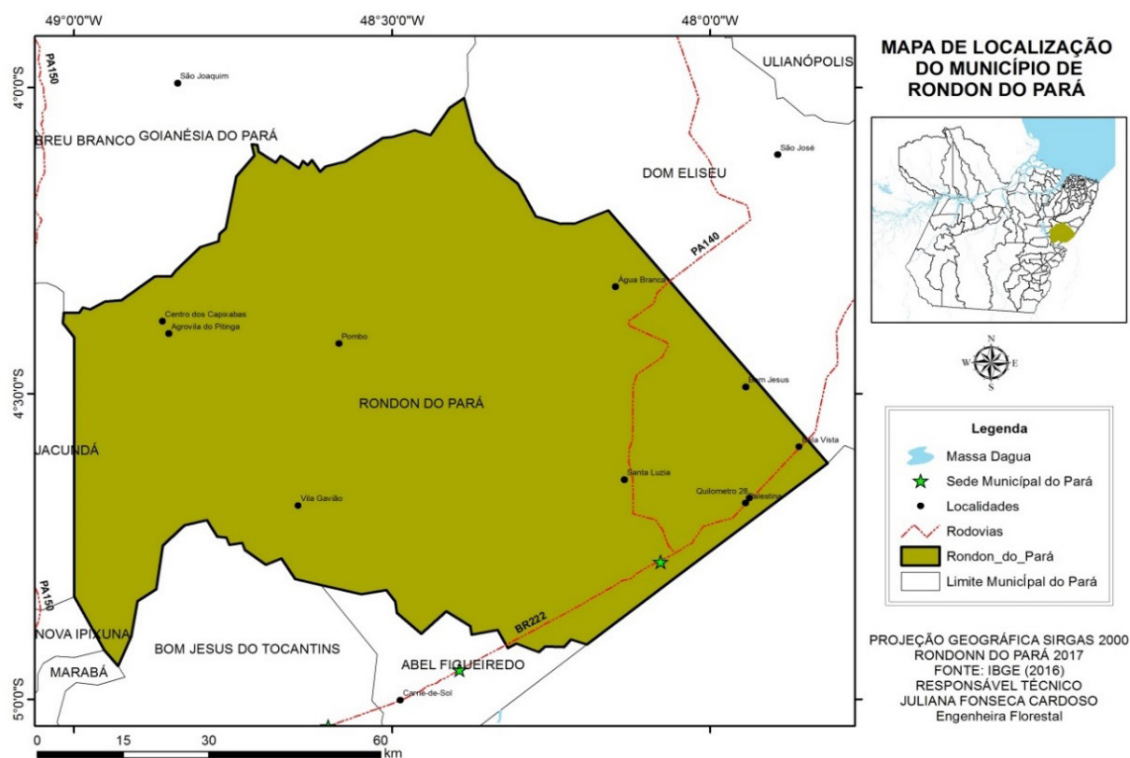 49°0'0"W
48°30'0"W
48°0'0"W
4°0'0"S
4°30'0"S
5°0'0"S
PA150
São Joaquim
ULIANÓPOLIS
BREU BRANCO
GOIANÉSIA DO PARÁ
São José
DOM ELISEU
PA140
Água Branca
Centro dos Capixabas
Agrovila do Pitinga
Pombo
Bom Jesus
RONDON DO PARÁ
JACUNDÁ
Bela Vista
Santa Luzia
Quilometro 28
Palestina
Vila Gavião
PA150
BR222
NOVA IPIXUNA
BOM JESUS DO TOCANTINS
MARABÁ
ABEL FIGUEIREDO
Carne-de-Sol
0 15 30 60
km
MAPA DE LOCALIZAÇÃO
DO MUNICÍPIO DE
RONDON DO PARÁ
N
W E
S
Legenda
Massa Dagua
Sede Municípal do Pará
Localidades
Rodovias
Rondon_do_Pará
Limite Municípal do Pará
PROJEÇÃO GEOGRÁFICA SIRGAS 2000
RONDONN DO PARÁ 2017
FONTE: IBGE (2016)
RESPONSÁVEL TÉCNICO
JULIANA FONSECA CARDOSO
Engenheira Florestal